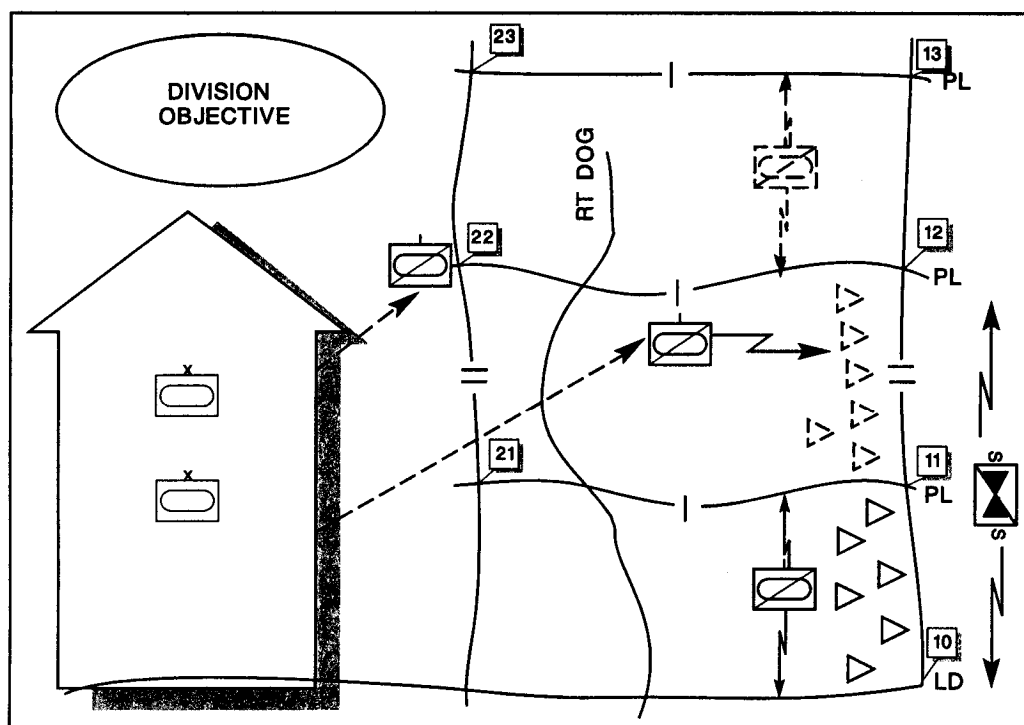 23
13
PL
DIVISION
OBJECTIVE
RT DOG
22
12
PL
X
X
21
11
PL
S
S
10
LD